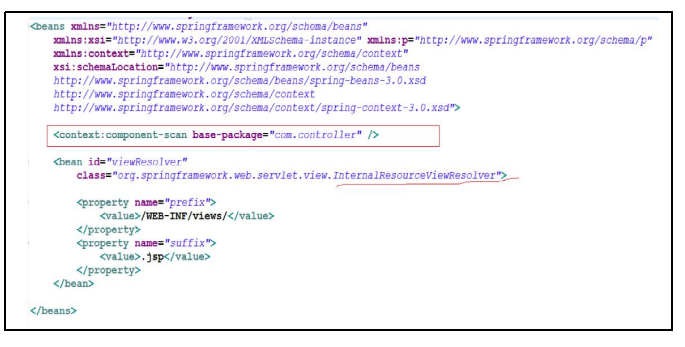 <beans xmlns="http://www.springframework.org/schema/beans"
xmlns:xsi="http://www.w3.org/2001/XMLSchema-instance" xmlns:p="http://www.springframework.org/schema/p"
xmlns:context="http://www.springframework.org/schema/context"
xsi:schemaLocation="http://www.springframework.org/schema/beans
http://www.springframework.org/schema/beans/spring-beans-3.0.xsd
http://www.springframework.org/schema/context
http://www.springframework.org/schema/context/spring-context-3.0.xsd">
<context:component-scan base-package="com.controller" />
<bean id="viewResolver"
class="org.springframework.web.servlet.view.InternalResourceViewResolver">
<property name="prefix">
<value>/WEB-INF/views/</value>
</property>
<property name="suffix">
<value>.jsp</value>
</property>
</bean>
</beans>